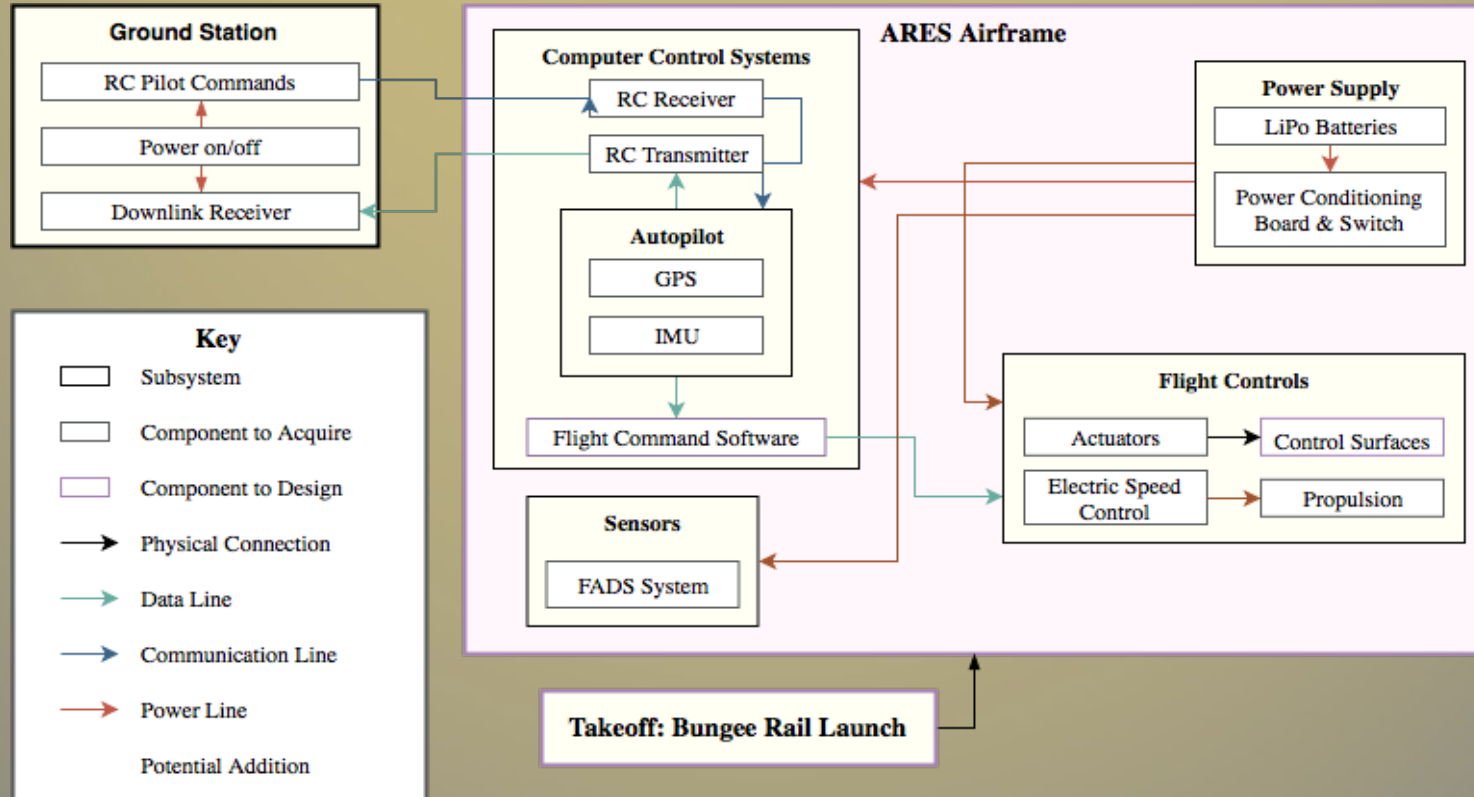 Ground Station
RC Pilot Commands
Power on/off
Downlink Receiver
ARES Airframe
Computer Control Systems
RC Receiver
RC Transmitter
Autopilot
GPS
IMU
Flight Command Software
Sensors
FADS System
Power Supply
LiPo Batteries
Power Conditioning
Board & Switch
Flight Controls
Actuators
Control Surfaces
Electric Speed
Control
Propulsion
Takeoff: Bungee Rail Launch
Key
Subsystem
Component to Acquire
Component to Design
Physical Connection
Data Line
Communication Line
Power Line
Potential Addition